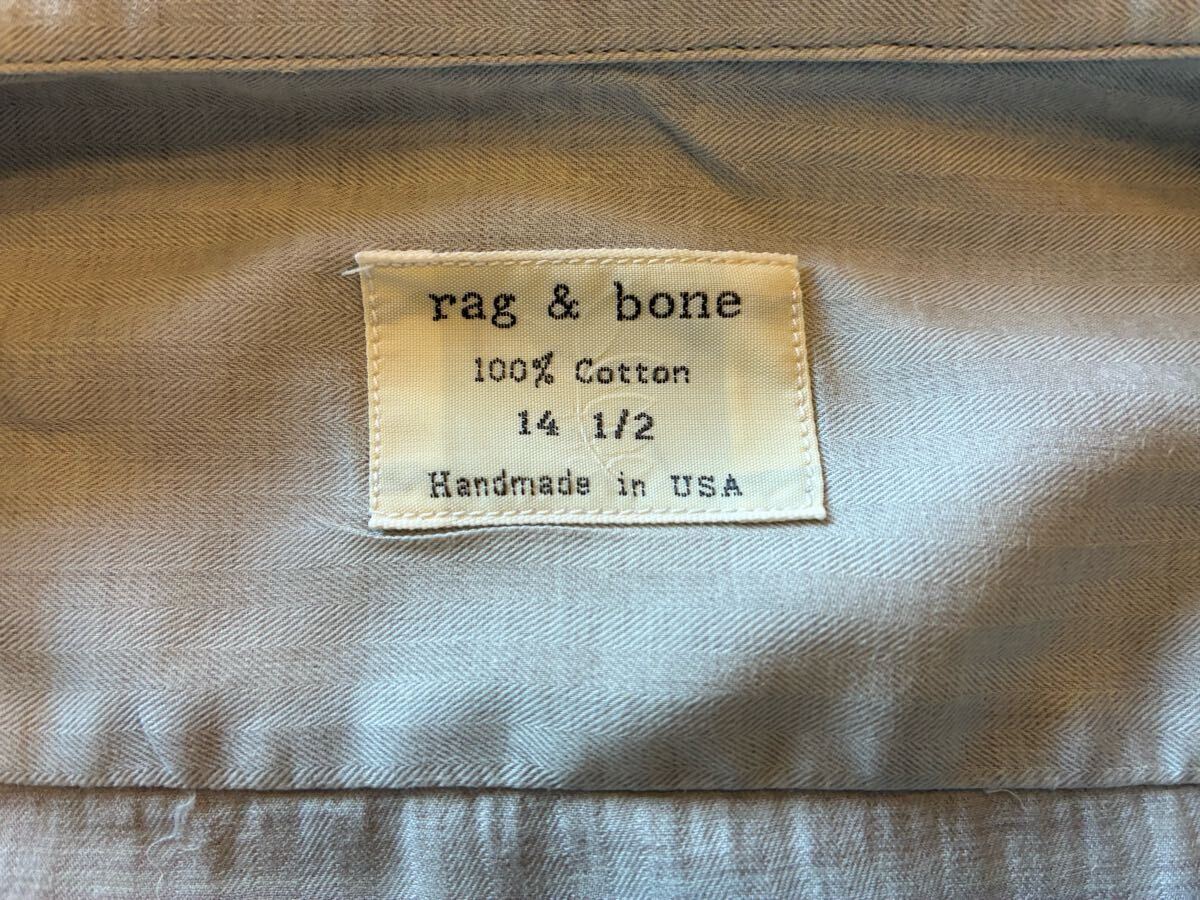 rag & bone
100% Cotton
14 1/2
Handmade in USA